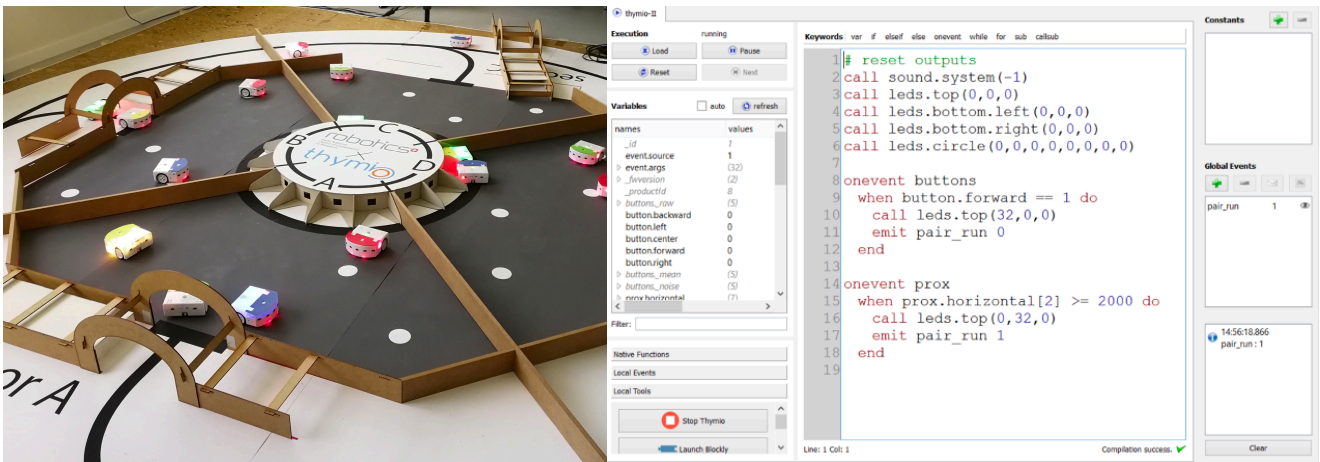 B
C
robotics
×
thymio
D
A
or A
thymio-II
Execution running
Load Pause
Reset Next
Variables auto refresh
names values
_id 1
event.source 1
event.args (32)
_fwversion (2)
_productId 8
buttons._raw (5)
button.backward 0
button.left 0
button.center 0
button.forward 0
button.right 0
buttons._mean (5)
buttons._noise (5)
prox.horizontal (7)
Filter:
Native Functions
Local Events
Local Tools
Stop Thymio
Launch Blockly
Keywords var if elseif else onevent while for sub callsub
1 # reset outputs
2 call sound.system(-1)
3 call leds.top(0,0,0)
4 call leds.bottom.left(0,0,0)
5 call leds.bottom.right(0,0,0)
6 call leds.circle(0,0,0,0,0,0,0,0)
7
8 onevent buttons
9 when button.forward == 1 do
10 call leds.top(32,0,0)
11 emit pair_run 0
12 end
13
14 onevent prox
15 when prox.horizontal[2] >= 2000 do
16 call leds.top(0,32,0)
17 emit pair_run 1
18 end
19
Line: 1 Col: 1 Compilation success.
Constants
Global Events
pair_run 1
14:56:18.866
pair_run : 1
Clear